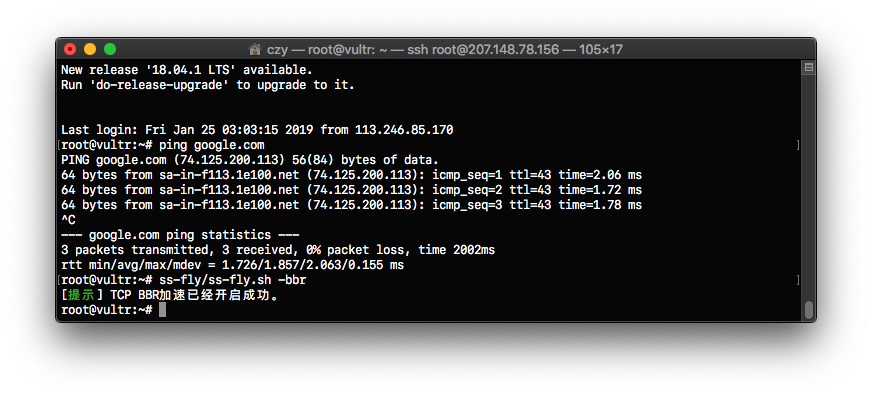 czy — root@vultr: ~ — ssh root@207.148.78.156 — 105×17
New release '18.04.1 LTS' available.
Run 'do-release-upgrade' to upgrade to it.
Last login: Fri Jan 25 03:03:15 2019 from 113.246.85.170
[root@vultr:~# ping google.com ]
PING google.com (74.125.200.113) 56(84) bytes of data.
64 bytes from sa-in-f113.1e100.net (74.125.200.113): icmp_seq=1 ttl=43 time=2.06 ms
64 bytes from sa-in-f113.1e100.net (74.125.200.113): icmp_seq=2 ttl=43 time=1.72 ms
64 bytes from sa-in-f113.1e100.net (74.125.200.113): icmp_seq=3 ttl=43 time=1.78 ms
^C
--- google.com ping statistics ---
3 packets transmitted, 3 received, 0% packet loss, time 2002ms
rtt min/avg/max/mdev = 1.726/1.857/2.063/0.155 ms
[root@vultr:~# ss-fly/ss-fly.sh -bbr ]
[提示] TCP BBR加速已经开启成功。
root@vultr:~#